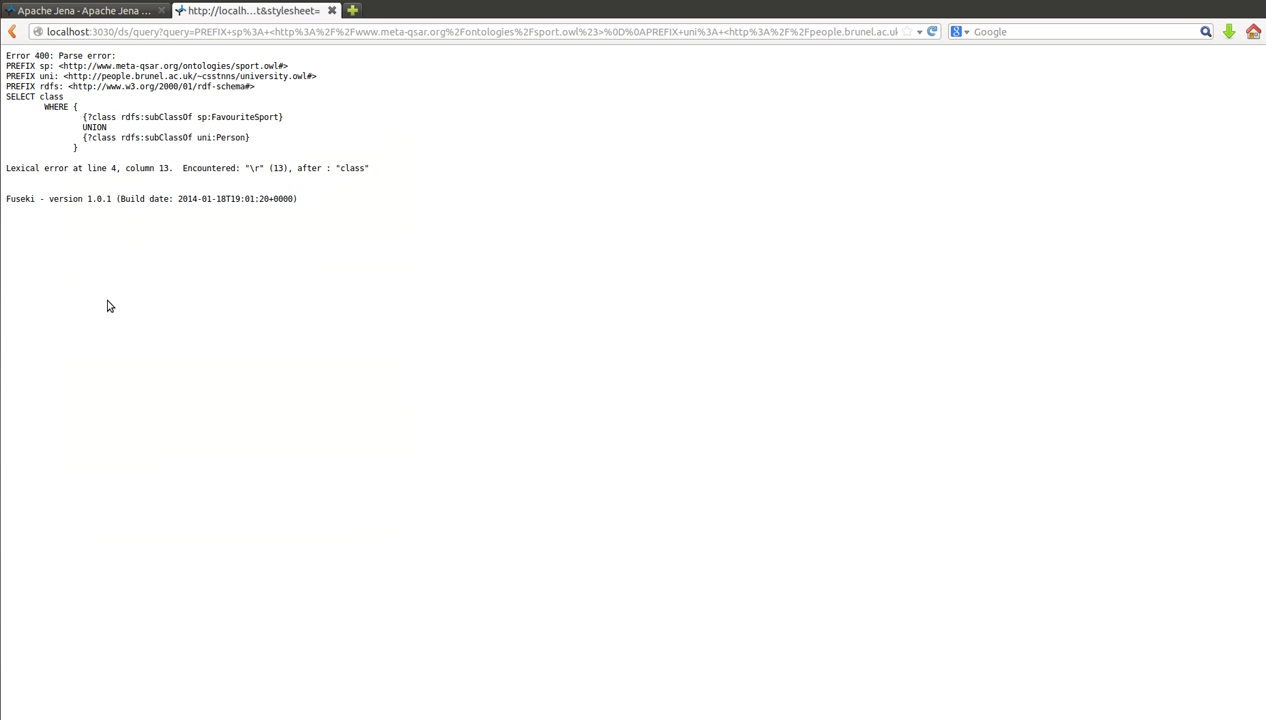 Apache Jena - Apache Jena ...
http://localh...t&stylesheet=
localhost:3030/ds/query?query=PREFIX+sp%3A+<http%3A%2F%2Fwww.meta-qsar.org%2Fontologies%2Fsport.owl%23>%0D%0APREFIX+uni%3A+<http%3A%2F%2Fpeople.brunel.ac.uk
Google
Error 400: Parse error:
PREFIX sp: <http://www.meta-qsar.org/ontologies/sport.owl#>
PREFIX uni: <http://people.brunel.ac.uk/~csstnns/university.owl#>
PREFIX rdfs: <http://www.w3.org/2000/01/rdf-schema#>
SELECT class
WHERE {
{?class rdfs:subClassOf sp:FavouriteSport}
UNION
{?class rdfs:subClassOf uni:Person}
}
Lexical error at line 4, column 13.  Encountered: "\r" (13), after : "class"
Fuseki - version 1.0.1 (Build date: 2014-01-18T19:01:20+0000)